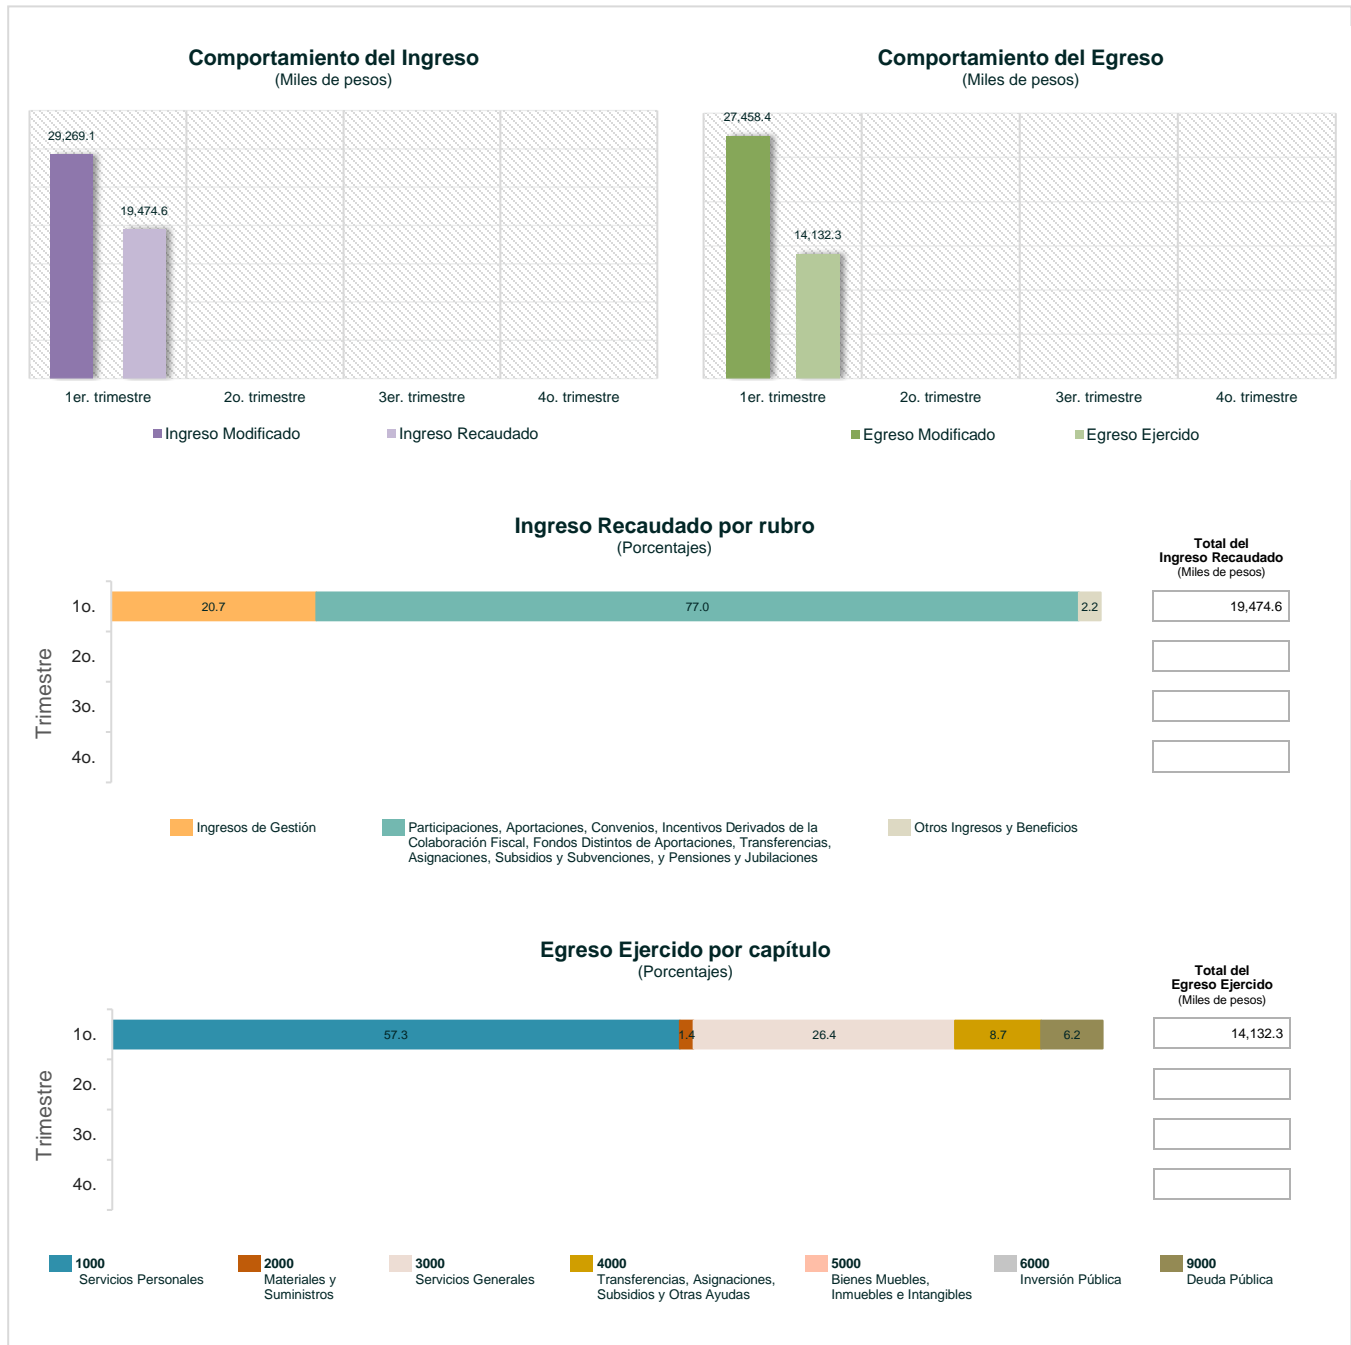 Comportamiento del Ingreso
(Miles de pesos)
29,269.1
19,474.6
1er. trimestre
2o. trimestre
3er. trimestre
4o. trimestre
Ingreso Modificado
Ingreso Recaudado
Comportamiento del Egreso
(Miles de pesos)
27,458.4
14,132.3
1er. trimestre
2o. trimestre
3er. trimestre
4o. trimestre
Egreso Modificado
Egreso Ejercido
Ingreso Recaudado por rubro
(Porcentajes)
Total del
Ingreso Recaudado
(Miles de pesos)
Trimestre
1o.
20.7
77.0
2.2
19,474.6
2o.
3o.
4o.
Ingresos de Gestión
Participaciones, Aportaciones, Convenios, Incentivos Derivados de la
Colaboración Fiscal, Fondos Distintos de Aportaciones, Transferencias,
Asignaciones, Subsidios y Subvenciones, y Pensiones y Jubilaciones
Otros Ingresos y Beneficios
Egreso Ejercido por capítulo
(Porcentajes)
Total del
Egreso Ejercido
(Miles de pesos)
Trimestre
1o.
57.3
1.4
26.4
8.7
6.2
14,132.3
2o.
3o.
4o.
1000
Servicios Personales
2000
Materiales y
Suministros
3000
Servicios Generales
4000
Transferencias, Asignaciones,
Subsidios y Otras Ayudas
5000
Bienes Muebles,
Inmuebles e Intangibles
6000
Inversión Pública
9000
Deuda Pública